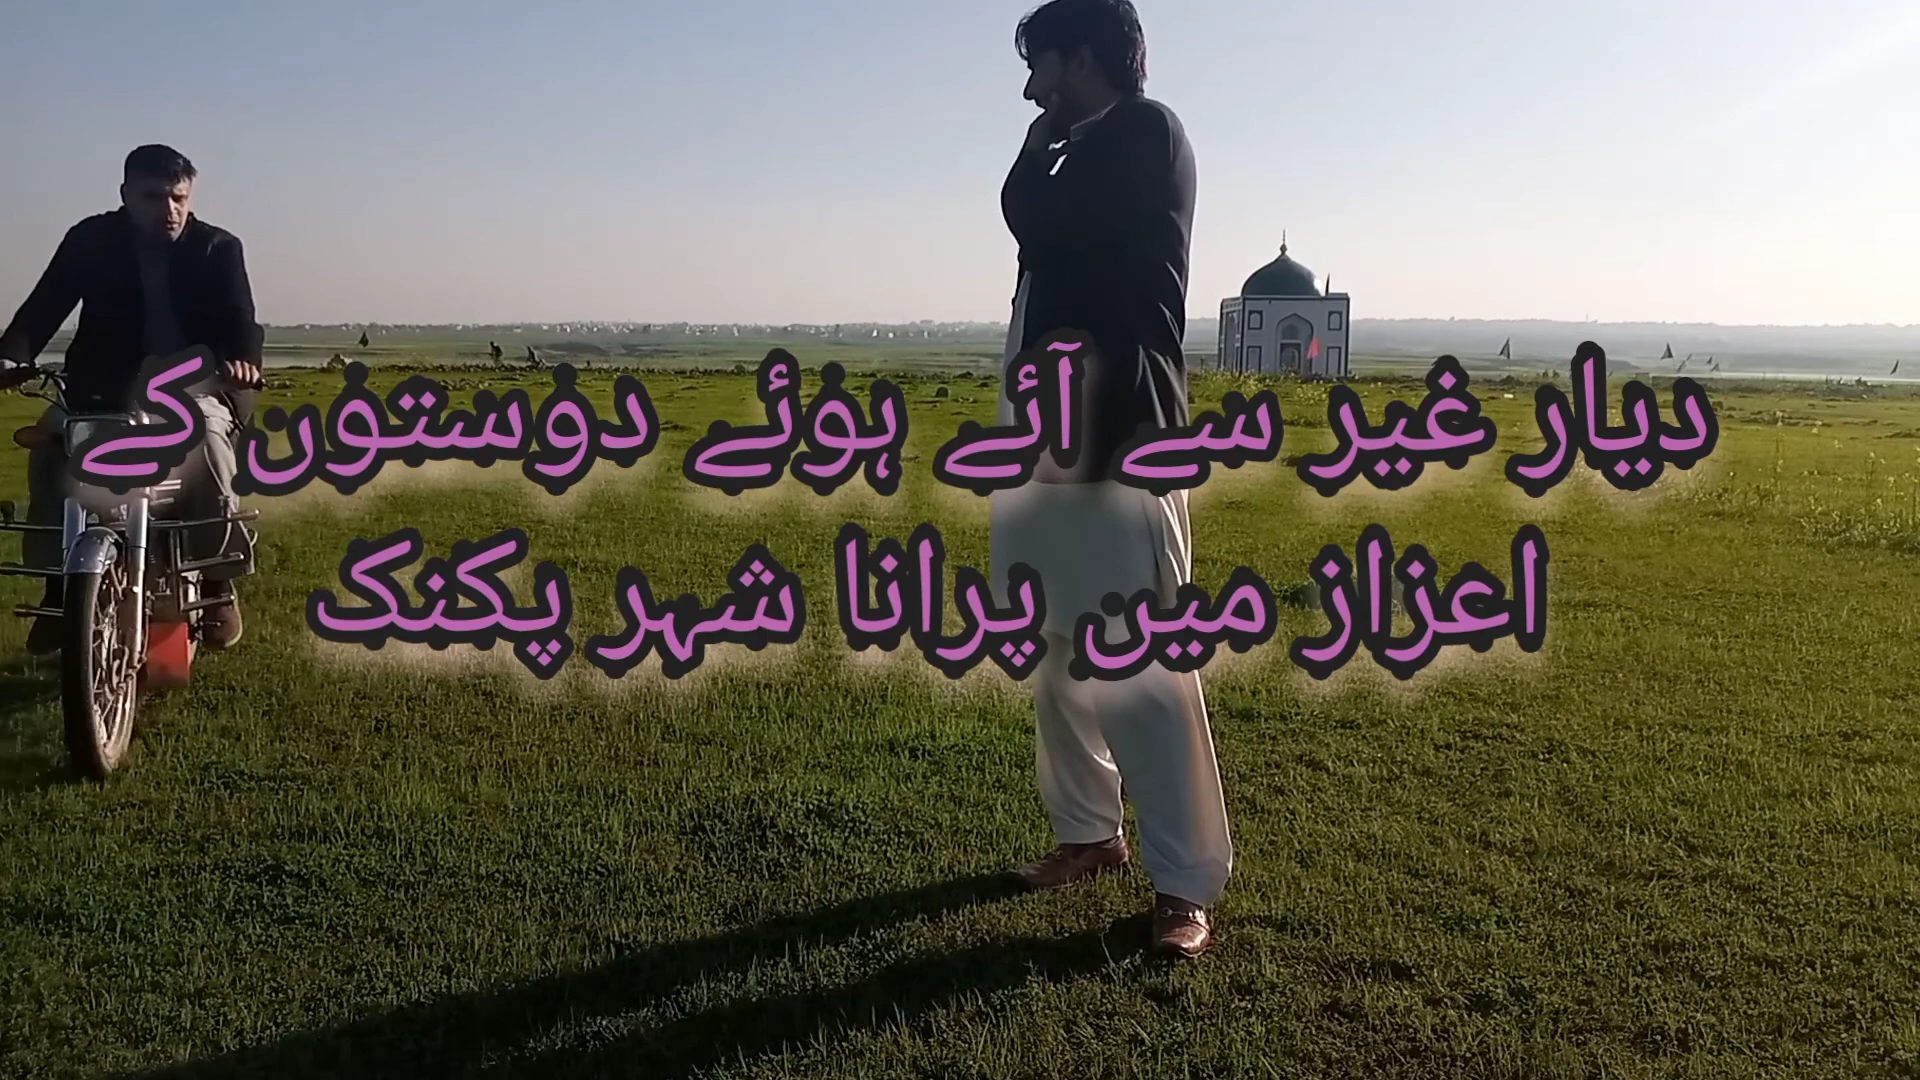 دیار غیر سے آئے ہوئے دوستون کے
اعزاز مین پرانا شہر پکنک